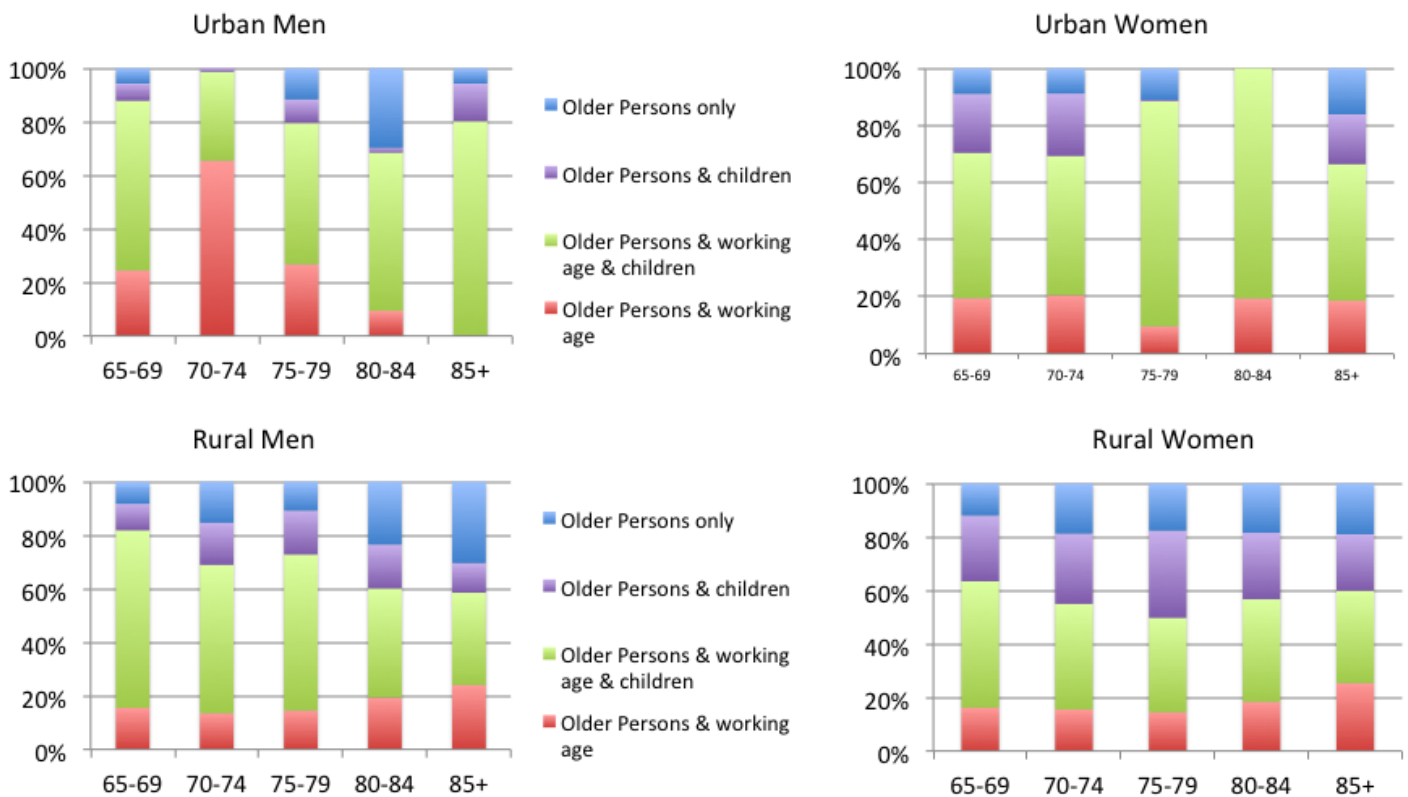 Urban Men
100%
80%
60%
40%
20%
0%
65-69 70-74 75-79 80-84 85+
Older Persons only
Older Persons & children
Older Persons & working
age & children
Older Persons & working
age
Urban Women
100%
80%
60%
40%
20%
0%
65-69 70-74 75-79 80-84 85+
Rural Men
100%
80%
60%
40%
20%
0%
65-69 70-74 75-79 80-84 85+
Older Persons only
Older Persons & children
Older Persons & working
age & children
Older Persons & working
age
Rural Women
100%
80%
60%
40%
20%
0%
65-69 70-74 75-79 80-84 85+